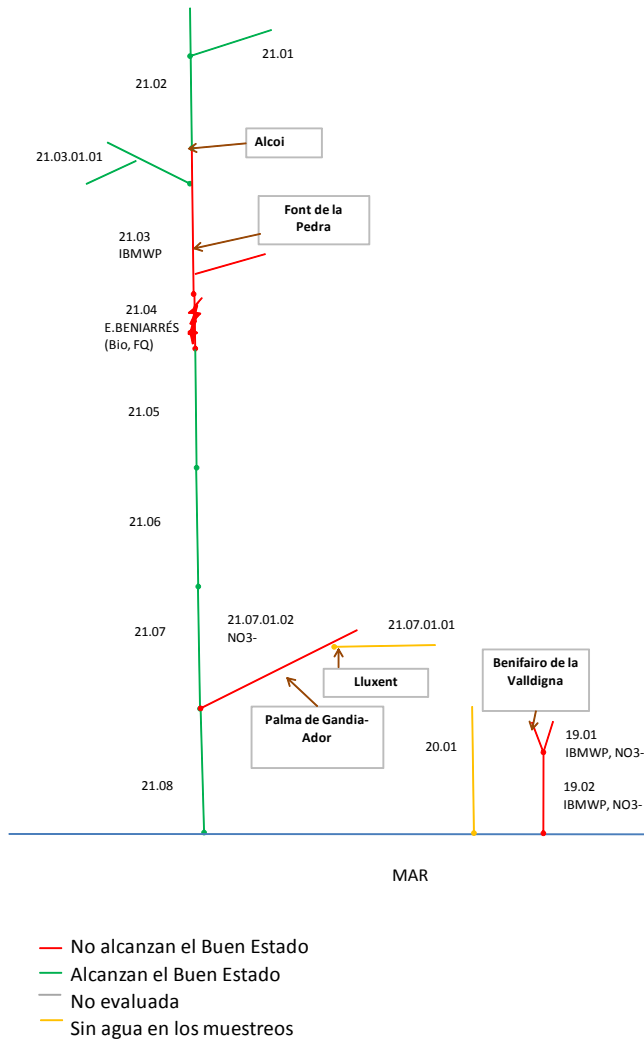 21.01
21.02
Alcoi
21.03.01.01
Font de la
Pedra
21.03
IBMWP
21.04
E.BENIARRÉS
(Bio, FQ)
21.05
21.06
21.07.01.02
NO3-
21.07.01.01
21.07
Benifairo de la
Valldigna
Lluxent
Palma de Gandia-
Ador
20.01
19.01
IBMWP, NO3-
21.08
19.02
IBMWP, NO3-
MAR
No alcanzan el Buen Estado
Alcanzan el Buen Estado
No evaluada
Sin agua en los muestreos